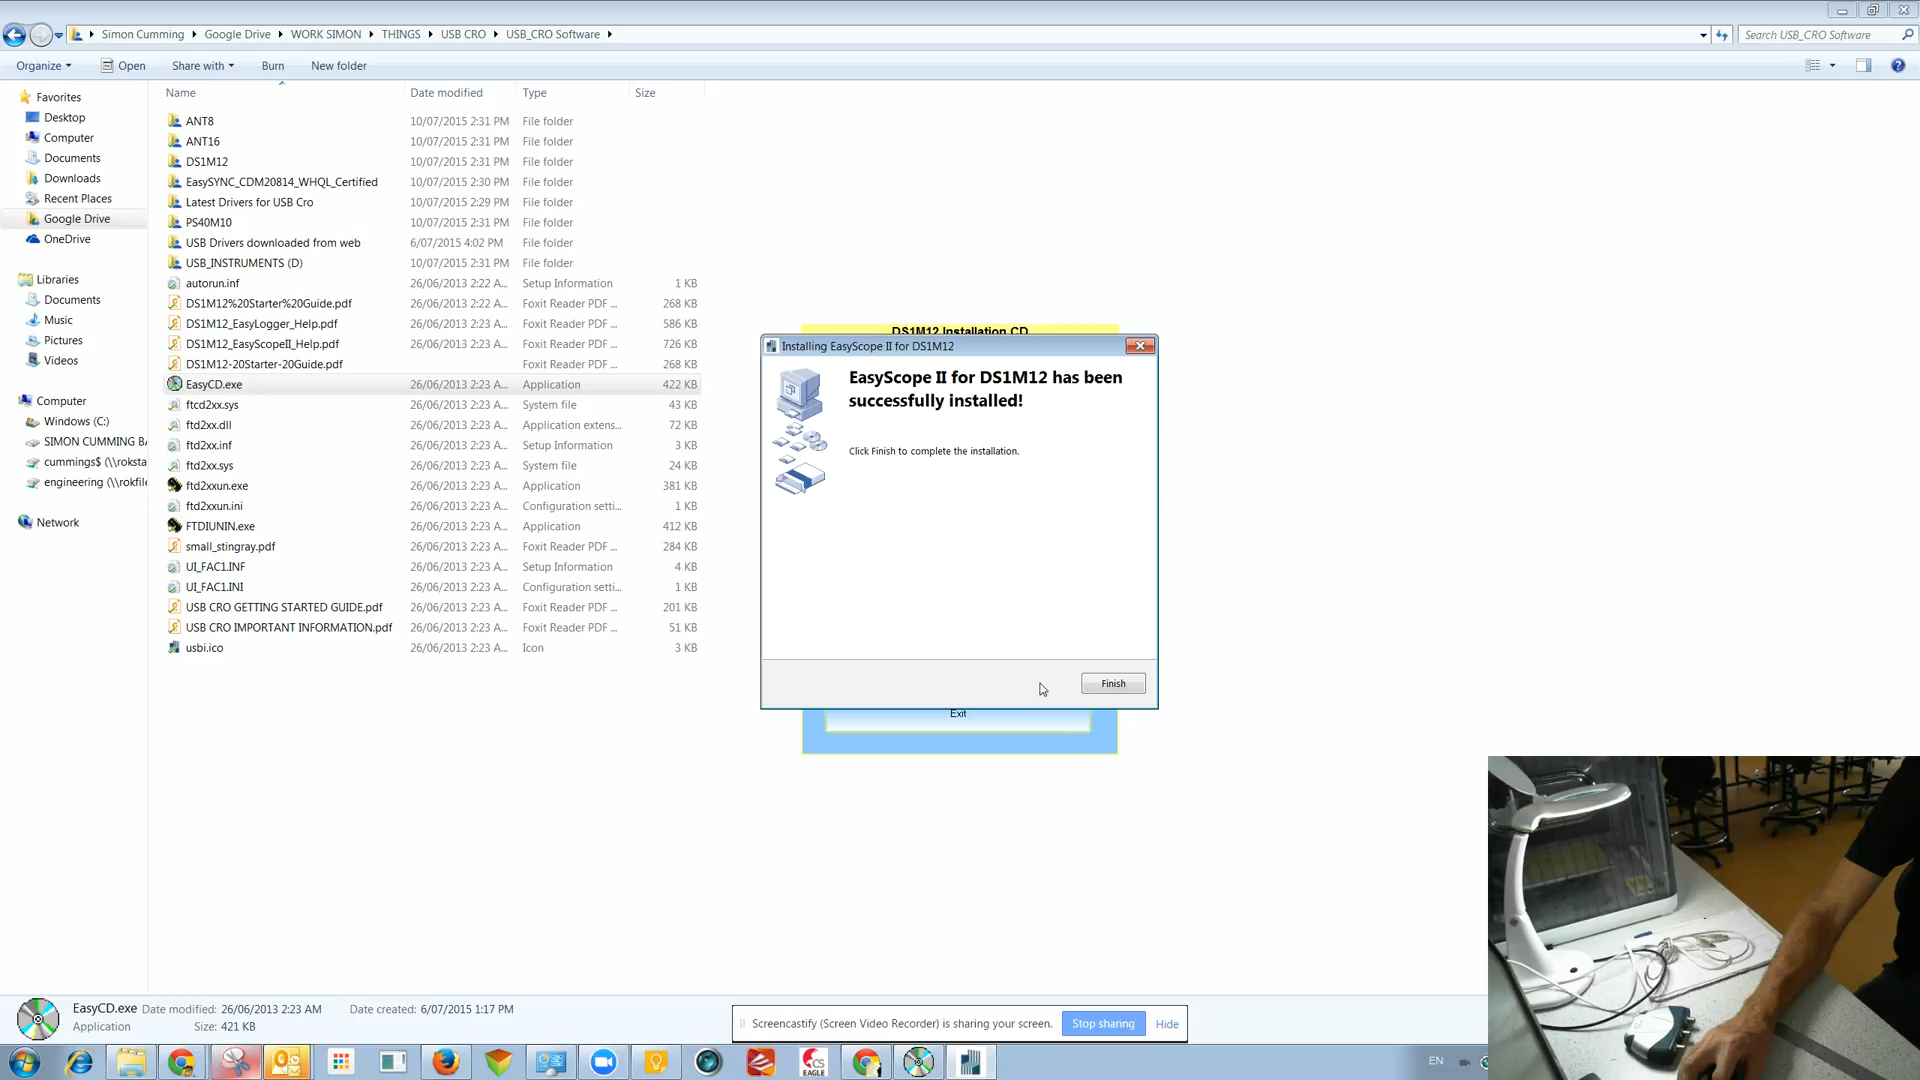 Simon Cumming Google Drive WORK SIMON THINGS USB CRO USB_CRO Software
Search USB_CRO Software
Organize Open Share with Burn New folder
Name Date modified Type Size
Favorites
Desktop
Computer
Documents
Downloads
Recent Places
Google Drive
OneDrive
Libraries
Documents
Music
Pictures
Videos
Computer
Windows (C:)
SIMON CUMMING BA
cummings$ (\\roksta
engineering (\\rokfile
Network
ANT8 10/07/2015 2:31 PM File folder
ANT16 10/07/2015 2:31 PM File folder
DS1M12 10/07/2015 2:31 PM File folder
EasySYNC_CDM20814_WHQL_Certified 10/07/2015 2:30 PM File folder
Latest Drivers for USB Cro 10/07/2015 2:29 PM File folder
PS40M10 10/07/2015 2:31 PM File folder
USB Drivers downloaded from web 6/07/2015 4:02 PM File folder
USB_INSTRUMENTS (D) 10/07/2015 2:31 PM File folder
autorun.inf 26/06/2013 2:22 A... Setup Information 1 KB
DS1M12%20Starter%20Guide.pdf 26/06/2013 2:22 A... Foxit Reader PDF ... 268 KB
DS1M12_EasyLogger_Help.pdf 26/06/2013 2:23 A... Foxit Reader PDF ... 586 KB
DS1M12_EasyScopeII_Help.pdf 26/06/2013 2:23 A... Foxit Reader PDF ... 726 KB
DS1M12-20Starter-20Guide.pdf 26/06/2013 2:23 A... Foxit Reader PDF ... 268 KB
EasyCD.exe 26/06/2013 2:23 A... Application 422 KB
ftcd2xx.sys 26/06/2013 2:23 A... System file 43 KB
ftd2xx.dll 26/06/2013 2:23 A... Application extens... 72 KB
ftd2xx.inf 26/06/2013 2:23 A... Setup Information 3 KB
ftd2xx.sys 26/06/2013 2:23 A... System file 24 KB
ftd2xxun.exe 26/06/2013 2:23 A... Application 381 KB
ftd2xxun.ini 26/06/2013 2:23 A... Configuration setti... 1 KB
FTDIUNIN.exe 26/06/2013 2:23 A... Application 412 KB
small_stingray.pdf 26/06/2013 2:23 A... Foxit Reader PDF ... 284 KB
UI_FAC1.INF 26/06/2013 2:23 A... Setup Information 4 KB
UI_FAC1.INI 26/06/2013 2:23 A... Configuration setti... 1 KB
USB CRO GETTING STARTED GUIDE.pdf 26/06/2013 2:23 A... Foxit Reader PDF ... 201 KB
USB CRO IMPORTANT INFORMATION.pdf 26/06/2013 2:23 A... Foxit Reader PDF ... 51 KB
usbi.ico 26/06/2013 2:23 A... Icon 3 KB
DS1M12 Installation CD
Installing EasyScope II for DS1M12
EasyScope II for DS1M12 has been
successfully installed!
Click Finish to complete the installation.
Finish
Exit
EasyCD.exe Date modified: 26/06/2013 2:23 AM Date created: 6/07/2015 1:17 PM
Application Size: 421 KB
Screencastify (Screen Video Recorder) is sharing your screen. Stop sharing Hide
CS
EAGLE
EN